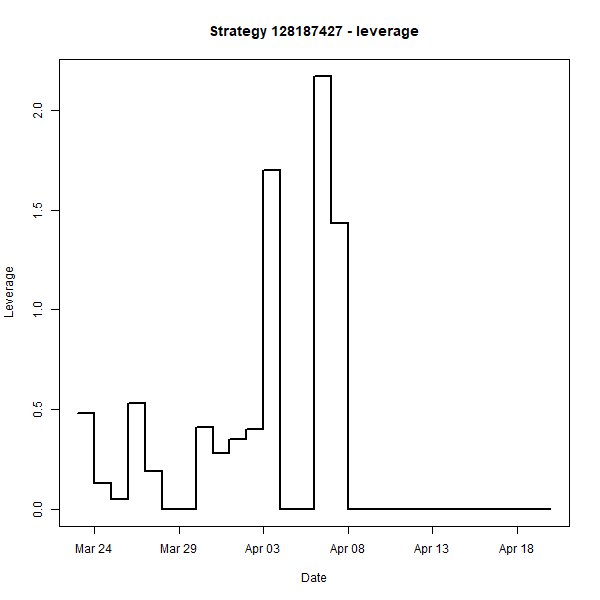 Strategy 128187427 - leverage
Leverage
2.0
1.5
1.0
0.5
0.0
Mar 24 Mar 29 Apr 03 Apr 08 Apr 13 Apr 18
Date